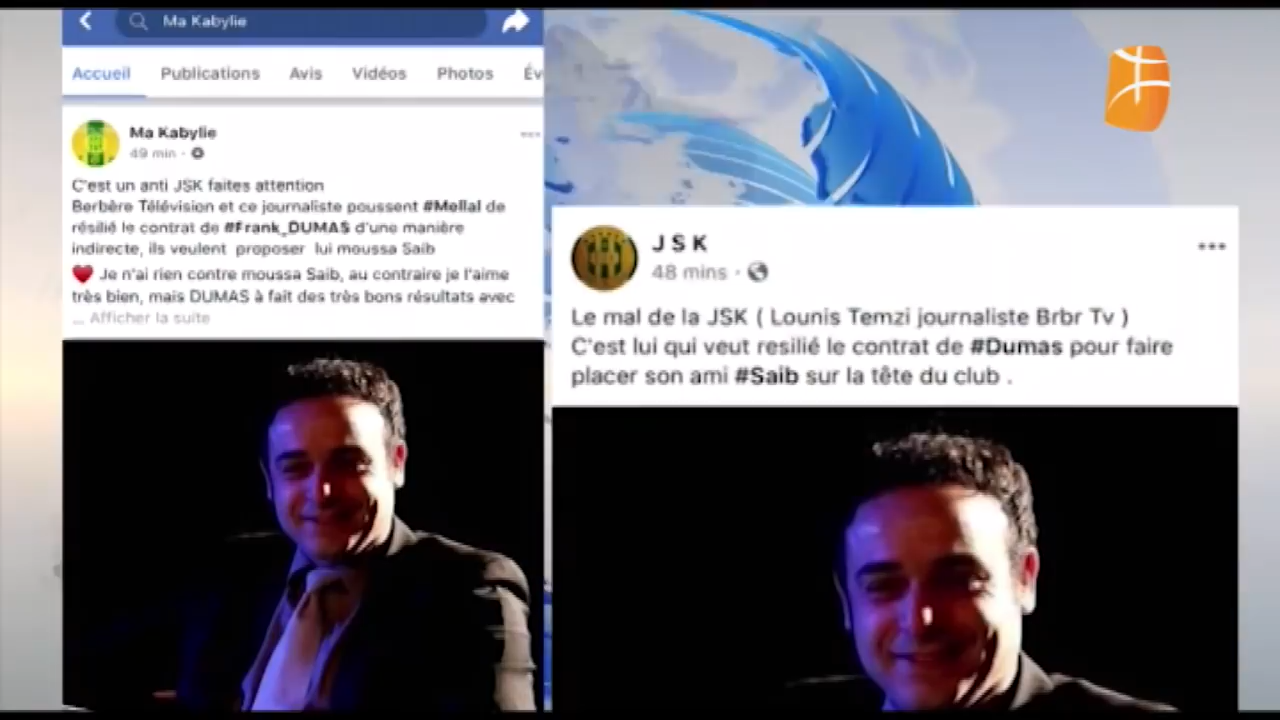 Ma Kabylie
Accueil Publications Avis Vidéos Photos Év
Ma Kabylie
49 min
C'est un anti JSK faites attention
Berbère Télévision et ce journaliste poussent #Mellal de
résilié le contrat de #Frank_DUMAS d'une manière
indirecte, ils veulent proposer lui moussa Saib
Je n'ai rien contre moussa Saib, au contraire je l'aime
très bien, mais DUMAS à fait des très bons résultats avec
... Afficher la suite
J S K
48 mins
Le mal de la JSK ( Lounis Temzi journaliste Brbr Tv )
C'est lui qui veut resilié le contrat de #Dumas pour faire
placer son ami #Saib sur la tête du club .